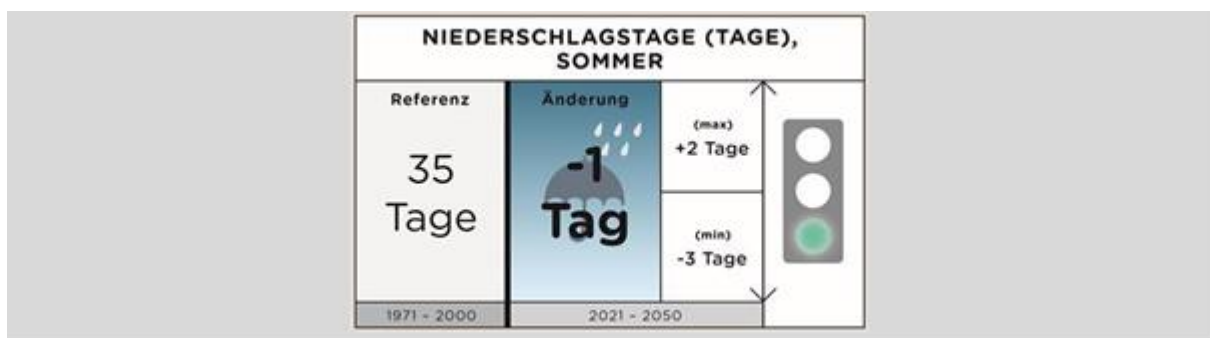 NIEDERSCHLAGSTAGE (TAGE),
SOMMER
Referenz
35
Tage
1971 - 2000
Änderung
-1
Tag
(max)
+2 Tage
(min)
-3 Tage
2021 - 2050